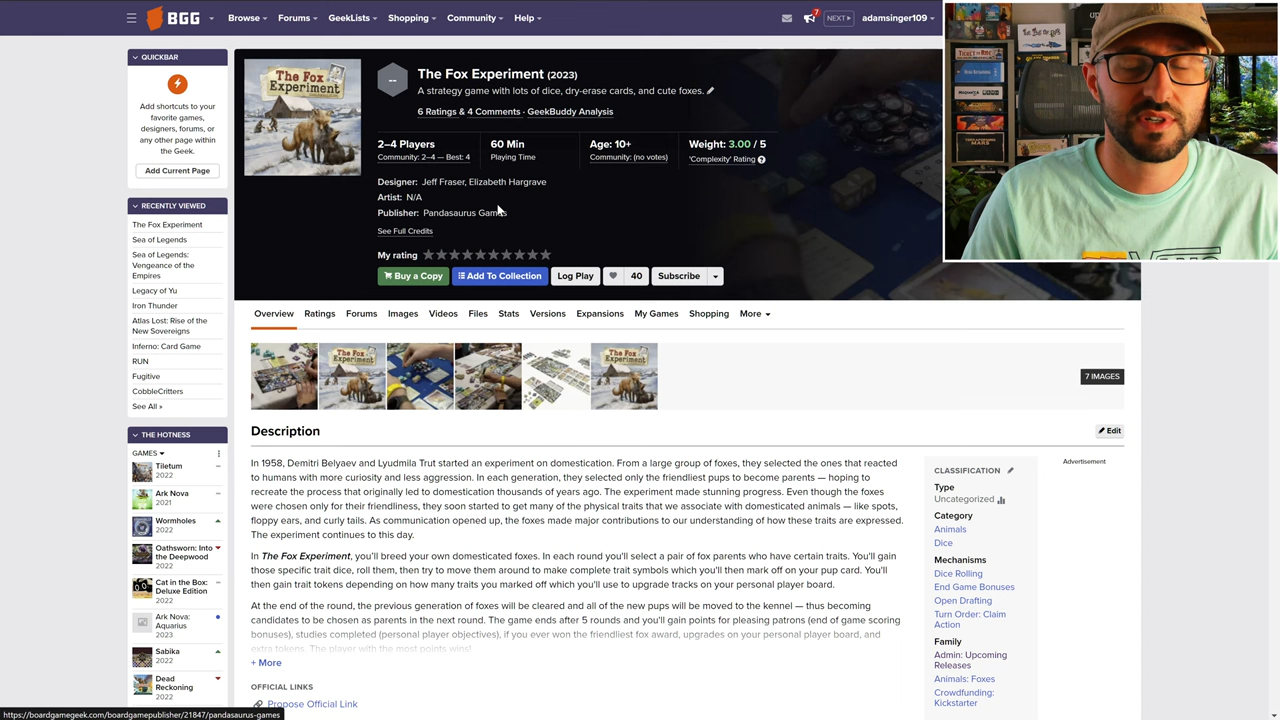 BGG
Browse
Forums
GeekLists
Shopping
Community
Help
7
NEXT
adamsinger109
QUICKBAR
Add shortcuts to your
favorite games,
designers, forums, or
any other page within
the Geek.
Add Current Page
RECENTLY VIEWED
The Fox Experiment
Sea of Legends
Sea of Legends:
Vengeance of the
Empires
Legacy of Yu
Iron Thunder
Atlas Lost: Rise of the
New Sovereigns
Inferno: Card Game
RUN
Fugitive
CobbleCritters
See All »
THE HOTNESS
GAMES
Tiletum
2022
Ark Nova
2021
Wormholes
2022
Oathsworn: Into
the Deepwood
2022
Cat in the Box:
Deluxe Edition
2022
Ark Nova:
Aquarius
2023
Sabika
2022
Dead
Reckoning
2022
The Fox
Experiment
--
The Fox Experiment (2023)
A strategy game with lots of dice, dry-erase cards, and cute foxes.
6 Ratings & 4 Comments · GeekBuddy Analysis
2–4 Players
Community: 2–4 — Best: 4
60 Min
Playing Time
Age: 10+
Community: (no votes)
Weight: 3.00 / 5
'Complexity' Rating
Designer: Jeff Fraser, Elizabeth Hargrave
Artist: N/A
Publisher: Pandasaurus Games
See Full Credits
My rating
Buy a Copy
Add To Collection
Log Play
40
Subscribe
Overview
Ratings
Forums
Images
Videos
Files
Stats
Versions
Expansions
My Games
Shopping
More
The Fox
Experiment
The Fox
Experiment
7 IMAGES
Description
Edit
In 1958, Demitri Belyaev and Lyudmila Trut started an experiment on domestication. From a large group of foxes, they selected the ones that reacted
to humans with more curiosity and less aggression. In each generation, they selected only the friendliest pups to become parents — hoping to
recreate the process that originally led to domestication thousands of years ago. The experiment made stunning progress. Even though the foxes
were chosen only for their friendliness, they soon started to get many of the physical traits that we associate with domesticated animals — like spots,
floppy ears, and curly tails. As communication opened up, the foxes made major contributions to our understanding of how these traits are expressed.
The experiment continues to this day.
In The Fox Experiment, you'll breed your own domesticated foxes. In each round you'll select a pair of fox parents who have certain traits. You'll gain
those specific trait dice, roll them, then try to move them around to make complete trait symbols which you'll then mark off on your pup card. You'll
then gain trait tokens depending on how many traits you marked off which you'll use to upgrade tracks on your personal player board.
At the end of the round, the previous generation of foxes will be cleared and all of the new pups will be moved to the kennel — thus becoming
candidates to be chosen as parents in the next round. The game ends after 5 rounds and you'll gain points for pleasing patrons (end of game scoring
bonuses), studies completed (personal player objectives), if you ever won the friendliest fox award, upgrades on your personal player board, and
extra tokens. The player with the most points wins!
+ More
OFFICIAL LINKS
Propose Official Link
Advertisement
CLASSIFICATION
Type
Uncategorized
Category
Animals
Dice
Mechanisms
Dice Rolling
End Game Bonuses
Open Drafting
Turn Order: Claim
Action
Family
Admin: Upcoming
Releases
Animals: Foxes
Crowdfunding:
Kickstarter
https://boardgamegeek.com/boardgamepublisher/21847/pandasaurus-games